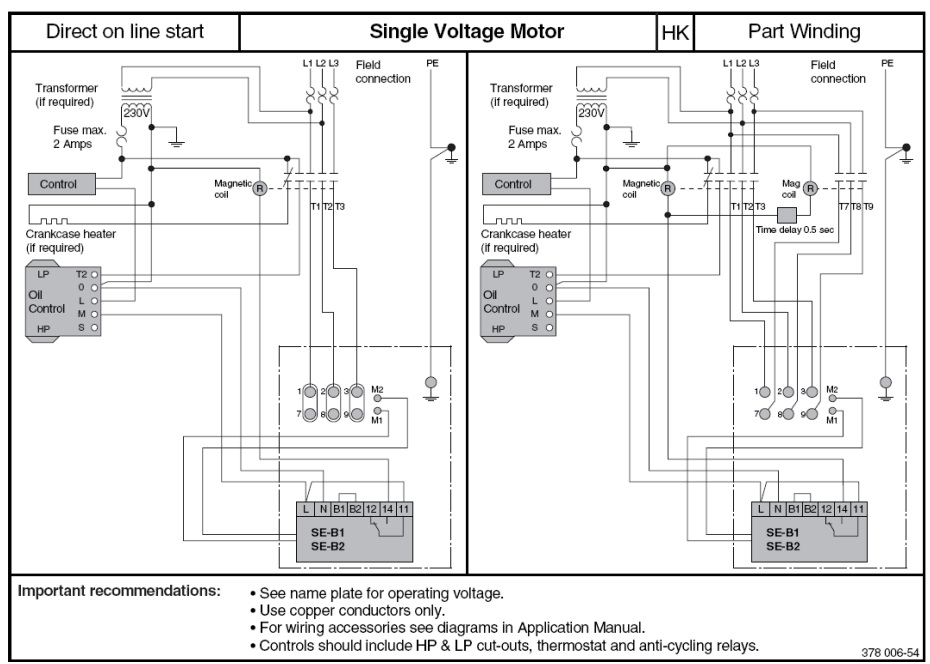 Direct on line start
Single Voltage Motor
HK
Part Winding
L1 L2 L3
Field
connection
PE
Transformer
(if required)
230V
Fuse max.
2 Amps
Control
Magnetic
coil
R
T1 T2 T3
Crankcase heater
(if required)
LP
T2
0
Oil
Control
L
M
HP
S
1 2 3
M2
7 8 9
M1
L N B1 B2 12 14 11
SE-B1
SE-B2
L1 L2 L3
Field
connection
PE
Transformer
(if required)
230V
Fuse max.
2 Amps
Control
Magnetic
coil
R
Mag
coil
R
T1 T2 T3
T7 T8 T9
Time delay 0.5 sec
Crankcase heater
(if required)
LP
T2
0
Oil
Control
L
M
HP
S
1 2 3
M2
7 8 9
M1
L N B1 B2 12 14 11
SE-B1
SE-B2
Important recommendations:
• See name plate for operating voltage.
• Use copper conductors only.
• For wiring accessories see diagrams in Application Manual.
• Controls should include HP & LP cut-outs, thermostat and anti-cycling relays.
378 006-54